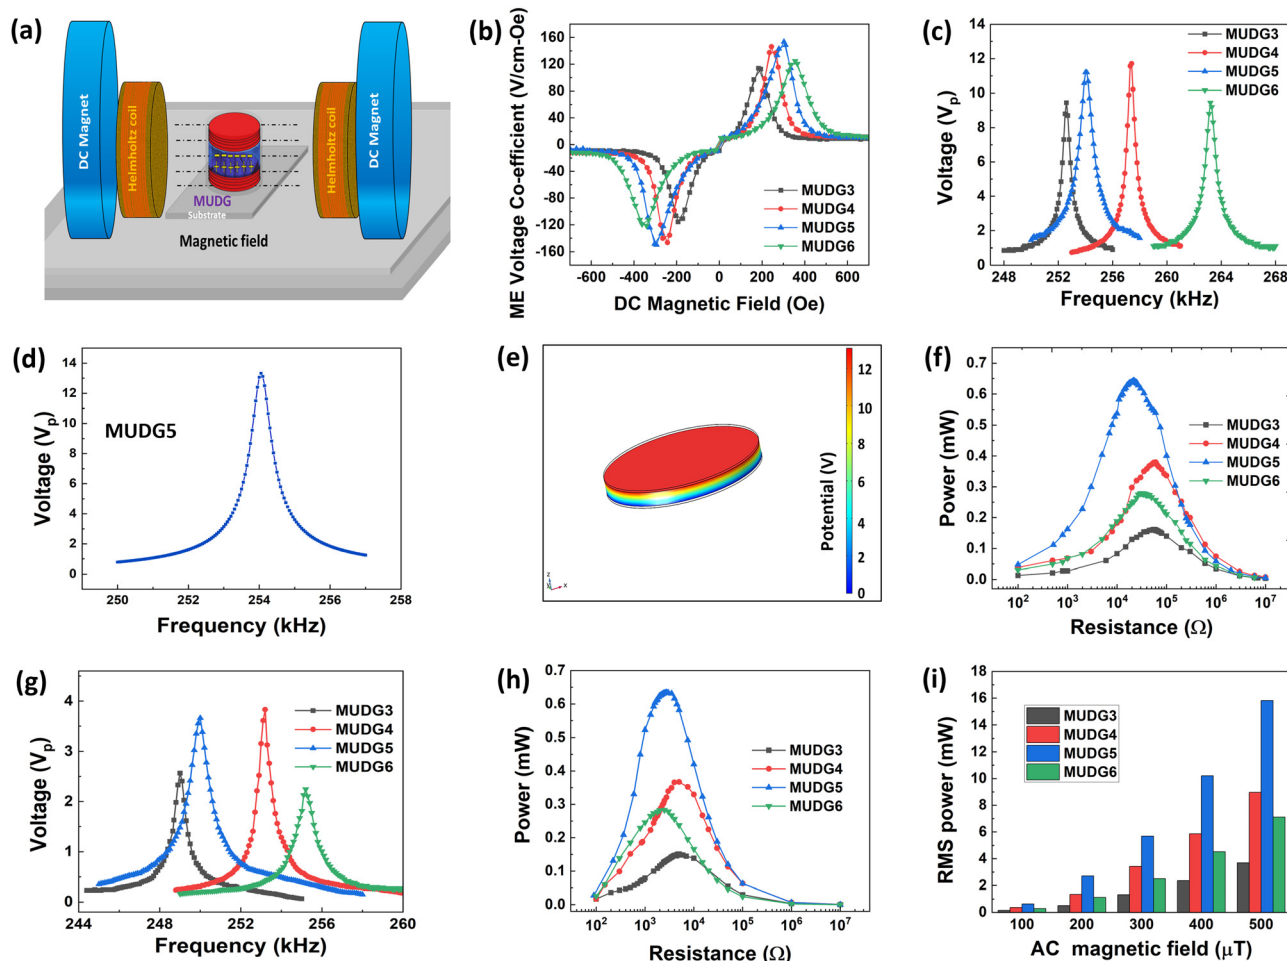 (a)
DC Magnet
Helmholtz coil
MUDG
Substrate
Magnetic field
Helmholtz coil
DC Magnet
(b)
ME Voltage Co-efficient (V/cm-Oe)
160
120
80
40
0
-40
-80
-120
-160
MUDG3
MUDG4
MUDG5
MUDG6
-600 -400 -200 0 200 400 600
DC Magnetic Field (Oe)
(c)
Voltage (Vp)
14
12
10
8
6
4
2
0
MUDG3
MUDG4
MUDG5
MUDG6
248 252 256 260 264 268
Frequency (kHz)
(d)
Voltage (Vp)
14
12
10
8
6
4
2
0
MUDG5
250 252 254 256 258
Frequency (kHz)
(e)
z
Y
x
Potential (V)
12
10
8
6
4
2
0
(f)
Power (mW)
0.7
0.6
0.5
0.4
0.3
0.2
0.1
0.0
MUDG3
MUDG4
MUDG5
MUDG6
10² 10³ 10⁴ 10⁵ 10⁶ 10⁷
Resistance (Ω)
(g)
Voltage (Vp)
4
3
2
1
0
MUDG3
MUDG4
MUDG5
MUDG6
244 248 252 256 260
Frequency (kHz)
(h)
Power (mW)
0.7
0.6
0.5
0.4
0.3
0.2
0.1
0.0
MUDG3
MUDG4
MUDG5
MUDG6
10² 10³ 10⁴ 10⁵ 10⁶ 10⁷
Resistance (Ω)
(i)
RMS power (mW)
18
16
14
12
10
8
6
4
2
0
MUDG3
MUDG4
MUDG5
MUDG6
100 200 300 400 500
AC magnetic field (μT)